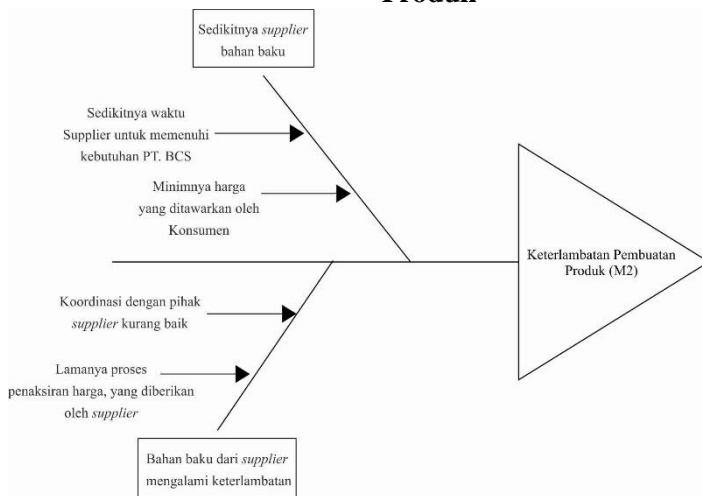 Produk
Sedikitnya supplier
bahan baku
Sedikitnya waktu
Supplier untuk memenuhi
kebutuhan PT. BCS
Minimnya harga
yang ditawarkan oleh
Konsumen
Keterlambatan Pembuatan
Produk (M2)
Koordinasi dengan pihak
supplier kurang baik
Lamanya proses
penaksiran harga, yang diberikan
oleh supplier
Bahan baku dari supplier
mengalami keterlambatan